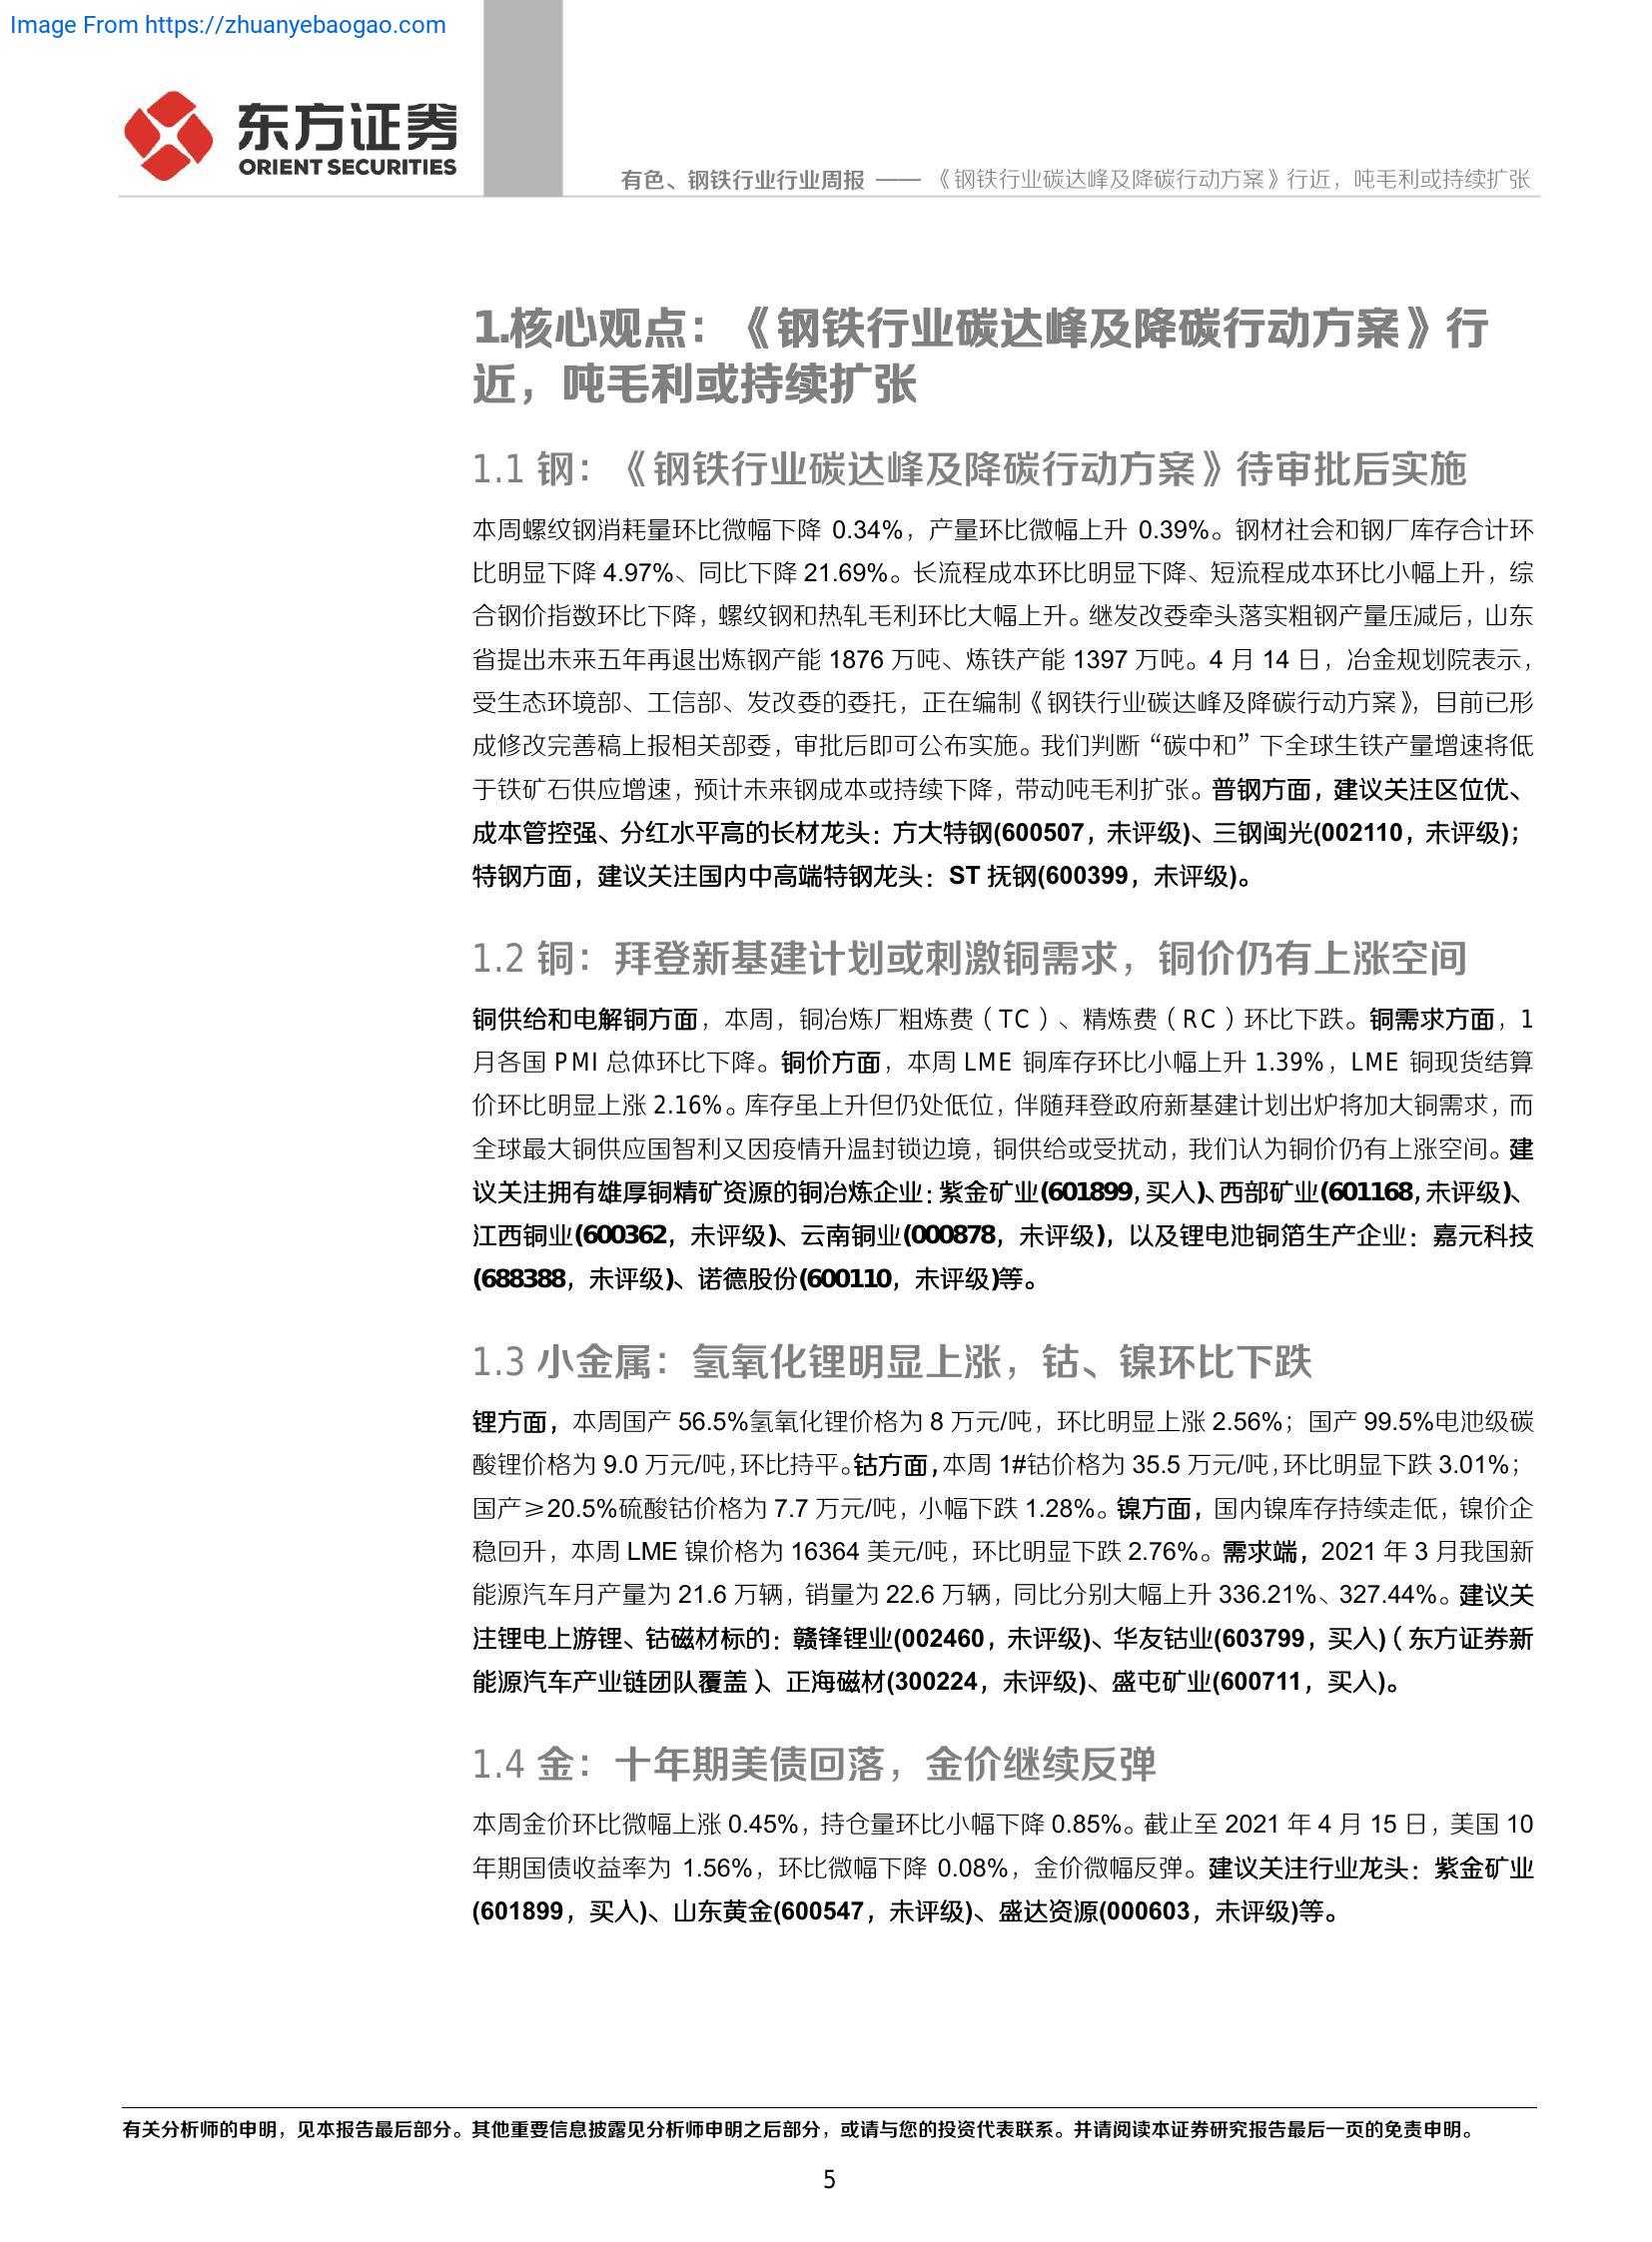 Image From https://zhuanyebaogao.com
东方证券
ORIENT SECURITIES
有色、钢铁行业行业周报 —— 《钢铁行业碳达峰及降碳行动方案》行近，吨毛利或持续扩张
1.核心观点：《钢铁行业碳达峰及降碳行动方案》行
近，吨毛利或持续扩张
1.1 钢：《钢铁行业碳达峰及降碳行动方案》待审批后实施
本周螺纹钢消耗量环比微幅下降 0.34%，产量环比微幅上升 0.39%。钢材社会和钢厂库存合计环
比明显下降 4.97%、同比下降 21.69%。长流程成本环比明显下降、短流程成本环比小幅上升，综
合钢价指数环比下降，螺纹钢和热轧毛利环比大幅上升。继发改委牵头落实粗钢产量压减后，山东
省提出未来五年再退出炼钢产能 1876 万吨、炼铁产能 1397 万吨。4 月 14 日，冶金规划院表示，
受生态环境部、工信部、发改委的委托，正在编制《钢铁行业碳达峰及降碳行动方案》，目前已形
成修改完善稿上报相关部委，审批后即可公布实施。我们判断“碳中和”下全球生铁产量增速将低
于铁矿石供应增速，预计未来钢成本或持续下降，带动吨毛利扩张。普钢方面，建议关注区位优、
成本管控强、分红水平高的长材龙头：方大特钢(600507，未评级)、三钢闽光(002110，未评级)；
特钢方面，建议关注国内中高端特钢龙头：ST 抚钢(600399，未评级)。
1.2 铜：拜登新基建计划或刺激铜需求，铜价仍有上涨空间
铜供给和电解铜方面，本周，铜冶炼厂粗炼费（TC）、精炼费（RC）环比下跌。铜需求方面，1
月各国 PMI 总体环比下降。铜价方面，本周 LME 铜库存环比小幅上升 1.39%，LME 铜现货结算
价环比明显上涨 2.16%。库存虽上升但仍处低位，伴随拜登政府新基建计划出炉将加大铜需求，而
全球最大铜供应国智利又因疫情升温封锁边境，铜供给或受扰动，我们认为铜价仍有上涨空间。建
议关注拥有雄厚铜精矿资源的铜冶炼企业：紫金矿业(601899，买入)、西部矿业(601168，未评级)、
江西铜业(600362，未评级)、云南铜业(000878，未评级)，以及锂电池铜箔生产企业：嘉元科技
(688388，未评级)、诺德股份(600110，未评级)等。
1.3 小金属：氢氧化锂明显上涨，钴、镍环比下跌
锂方面，本周国产 56.5%氢氧化锂价格为 8 万元/吨，环比明显上涨 2.56%；国产 99.5%电池级碳
酸锂价格为 9.0 万元/吨，环比持平。钴方面，本周 1#钴价格为 35.5 万元/吨，环比明显下跌 3.01%；
国产≥20.5%硫酸钴价格为 7.7 万元/吨，小幅下跌 1.28%。镍方面，国内镍库存持续走低，镍价企
稳回升，本周 LME 镍价格为 16364 美元/吨，环比明显下跌 2.76%。需求端，2021 年 3 月我国新
能源汽车月产量为 21.6 万辆，销量为 22.6 万辆，同比分别大幅上升 336.21%、327.44%。建议关
注锂电上游锂、钴磁材标的：赣锋锂业(002460，未评级)、华友钴业(603799，买入)（东方证券新
能源汽车产业链团队覆盖）、正海磁材(300224，未评级)、盛屯矿业(600711，买入)。
1.4 金：十年期美债回落，金价继续反弹
本周金价环比微幅上涨 0.45%，持仓量环比小幅下降 0.85%。截止至 2021 年 4 月 15 日，美国 10
年期国债收益率为 1.56%，环比微幅下降 0.08%，金价微幅反弹。建议关注行业龙头：紫金矿业
(601899，买入)、山东黄金(600547，未评级)、盛达资源(000603，未评级)等。
有关分析师的申明，见本报告最后部分。其他重要信息披露见分析师申明之后部分，或请与您的投资代表联系。并请阅读本证券研究报告最后一页的免责申明。
5